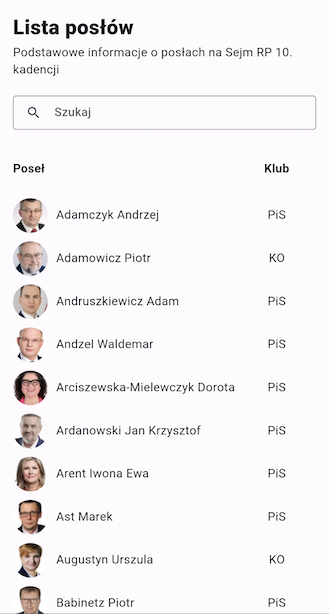 Lista posłów
Podstawowe informacje o posłach na Sejm RP 10.
kadencji
Szukaj
Poseł Klub
Adamczyk Andrzej PiS
Adamowicz Piotr KO
Andruszkiewicz Adam PiS
Andzel Waldemar PiS
Arciszewska-Mielewczyk Dorota PiS
Ardanowski Jan Krzysztof PiS
Arent Iwona Ewa PiS
Ast Marek PiS
Augustyn Urszula KO
Babinetz Piotr PiS